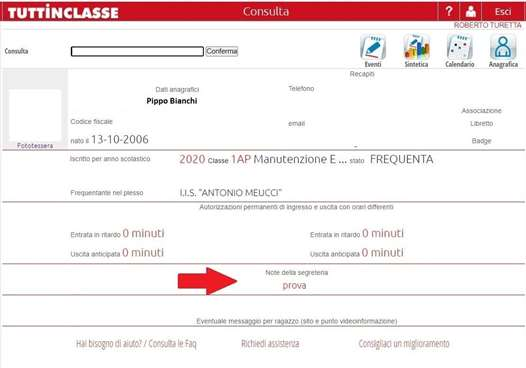 TUTTINCLASSE Consulta ? Esci
ROBERTO TURETTA
Consulta Conferma
Eventi Sintetica Calendario Anagrafica
Recapiti
Dati anagrafici Telefono
Pippo Bianchi
Associazione
Codice fiscale email Libretto
nato il 13-10-2006 Badge
Fototessera
Iscritto per anno scolastico 2020 Classe 1AP Manutenzione E ... stato FREQUENTA
Frequentante nel plesso I.I.S. "ANTONIO MEUCCI"
Autorizzazioni permanenti di ingresso e uscita con orari differenti
Entrata in ritardo 0 minuti Entrata in ritardo 0 minuti
Uscita anticipata 0 minuti Uscita anticipata 0 minuti
Note della segreteria
prova
Eventuale messaggio per ragazzo (sito e punto videoinformazione)
Hai bisogno di aiuto? / Consulta le Faq Richiedi assistenza Consigliaci un miglioramento